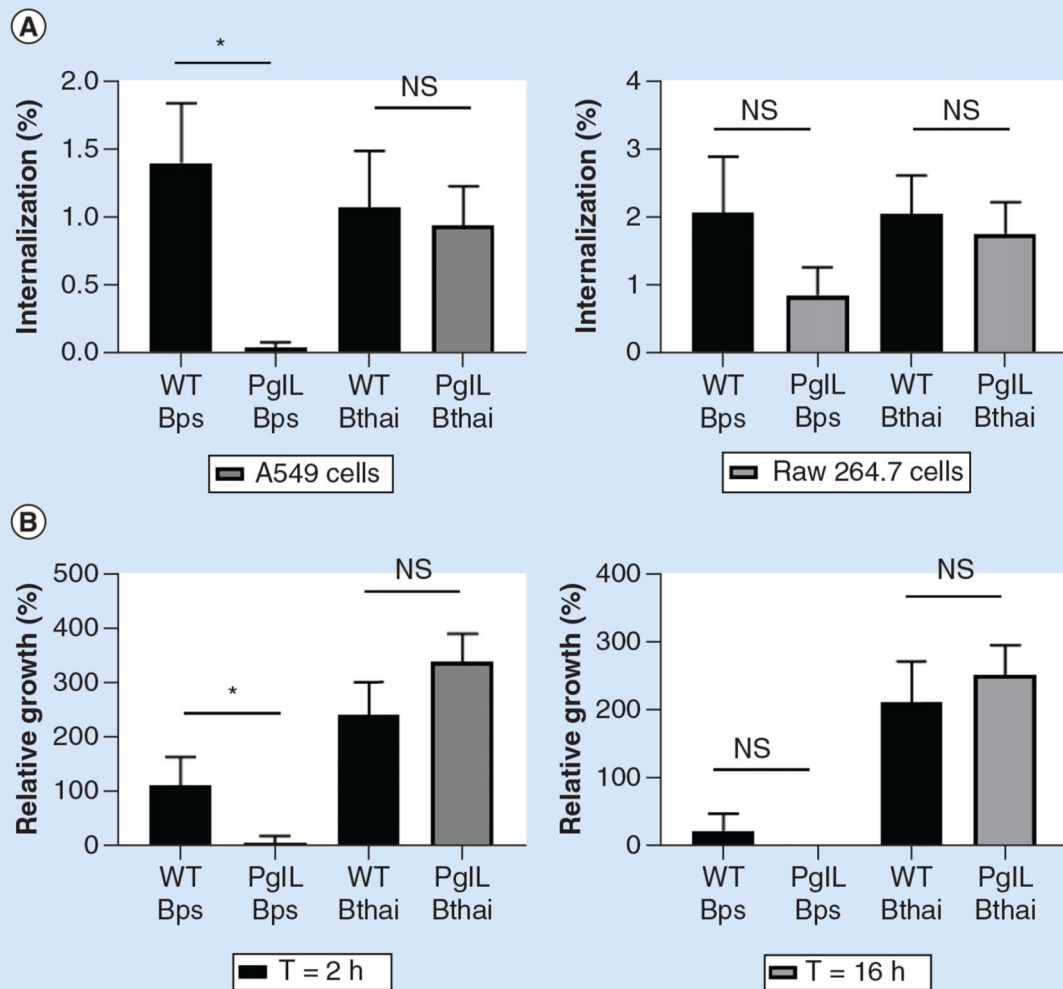 A
*
NS
Internalization (%)
2.0
1.5
1.0
0.5
0.0
WT
Bps
PglL
Bps
WT
Bthai
PglL
Bthai
A549 cells
NS
NS
Internalization (%)
4
3
2
1
0
WT
Bps
PglL
Bps
WT
Bthai
PglL
Bthai
Raw 264.7 cells
B
*
NS
Relative growth (%)
500
400
300
200
100
0
WT
Bps
PglL
Bps
WT
Bthai
PglL
Bthai
T = 2 h
NS
NS
Relative growth (%)
400
300
200
100
0
WT
Bps
PglL
Bps
WT
Bthai
PglL
Bthai
T = 16 h